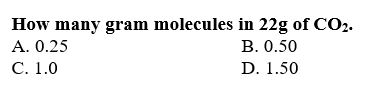 How many gram molecules in 22g of CO₂.
A. 0.25 B. 0.50
C. 1.0 D. 1.50